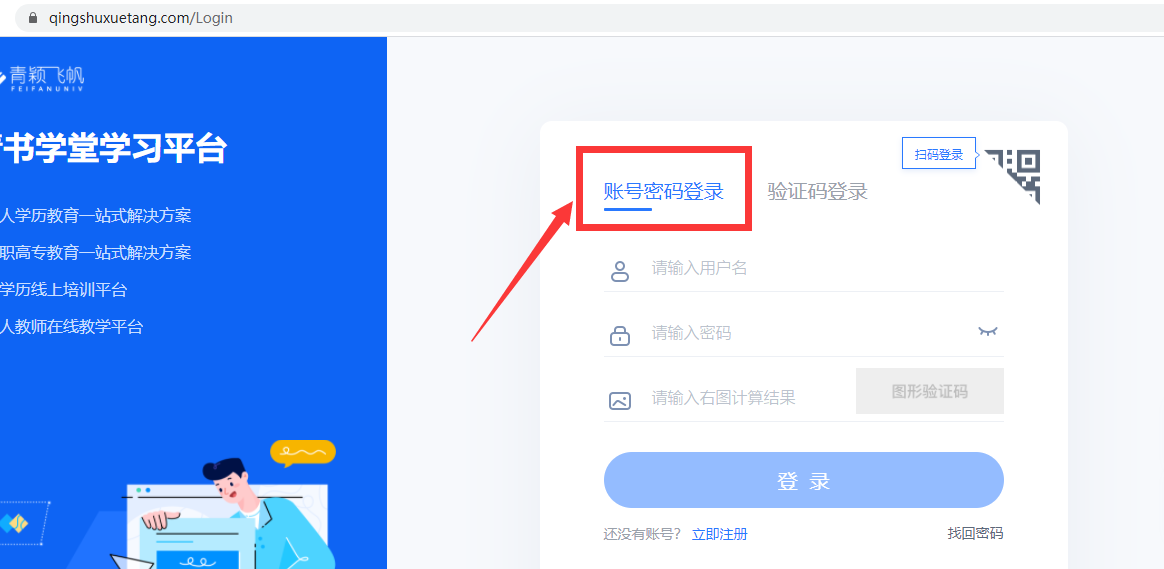 qingshuxuetang.com/Login
青颖飞帆
FEIFANUNIV
书学堂学习平台
人学历教育一站式解决方案
职高专教育一站式解决方案
学历线上培训平台
人教师在线教学平台
扫码登录
账号密码登录
验证码登录
请输入用户名
请输入密码
请输入右图计算结果
图形验证码
登 录
还没有账号? 立即注册
找回密码